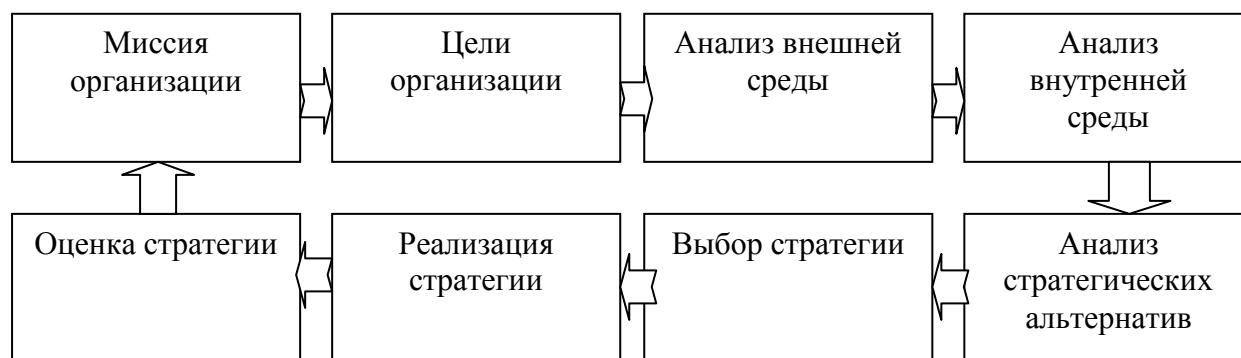 Миссия
организации
Цели
организации
Анализ внешней
среды
Анализ
внутренней
среды
Оценка стратегии
Реализация
стратегии
Выбор стратегии
Анализ
стратегических
альтернатив